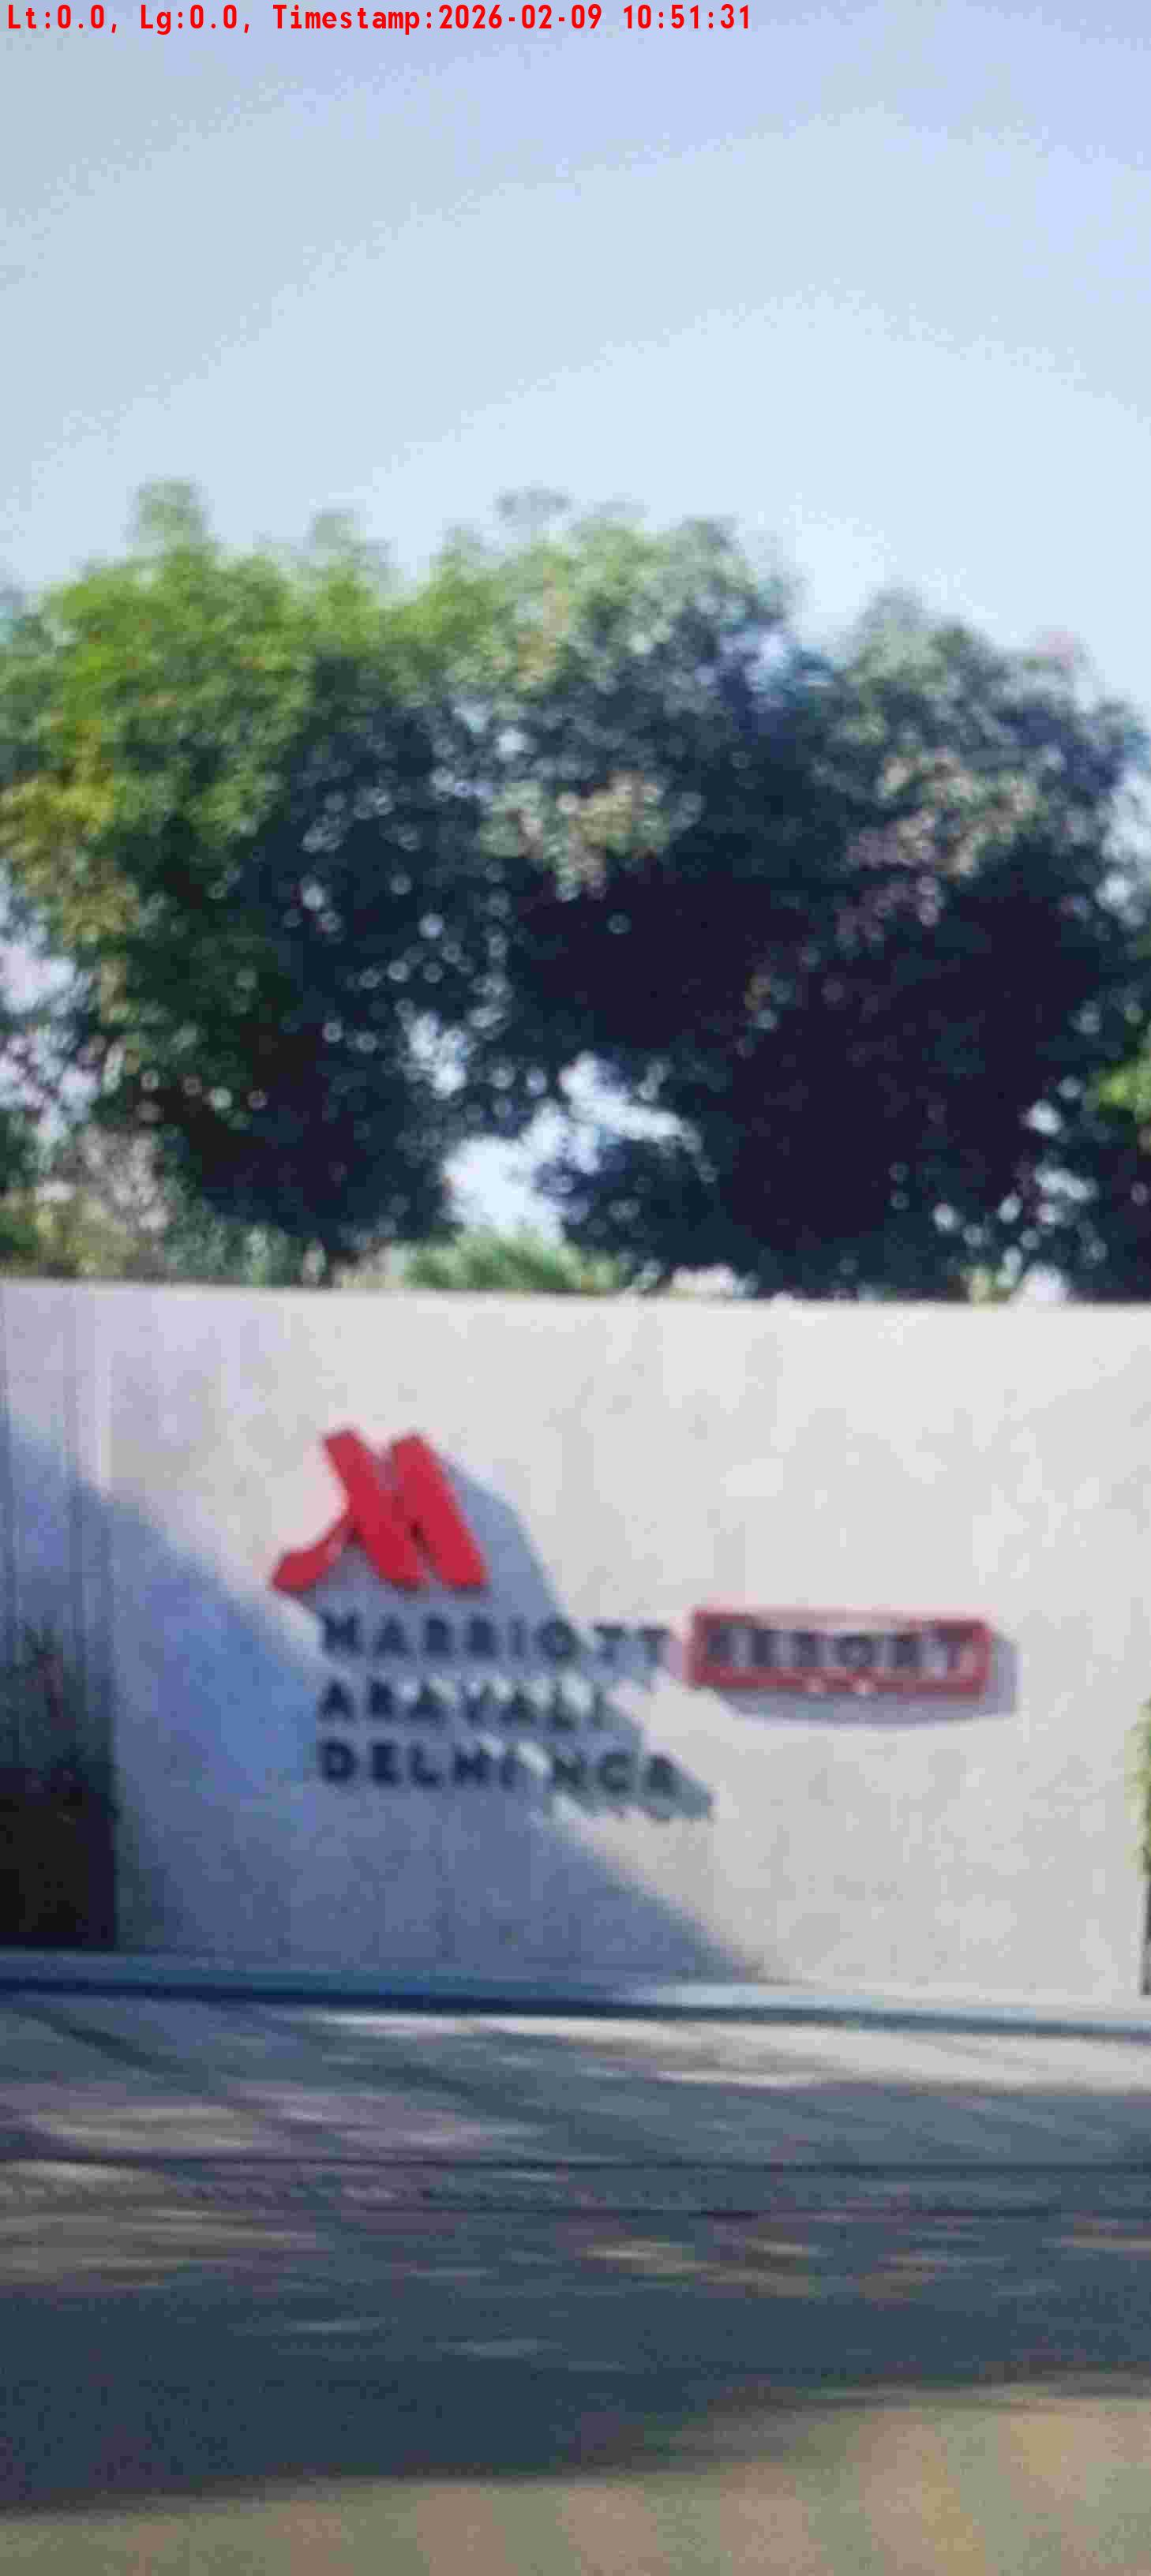 Lt:0.0, Lg:0.0, Timestamp:2026-02-09 10:51:31
MARRIOTT RESORT
ARAVALI
DELHI NCR